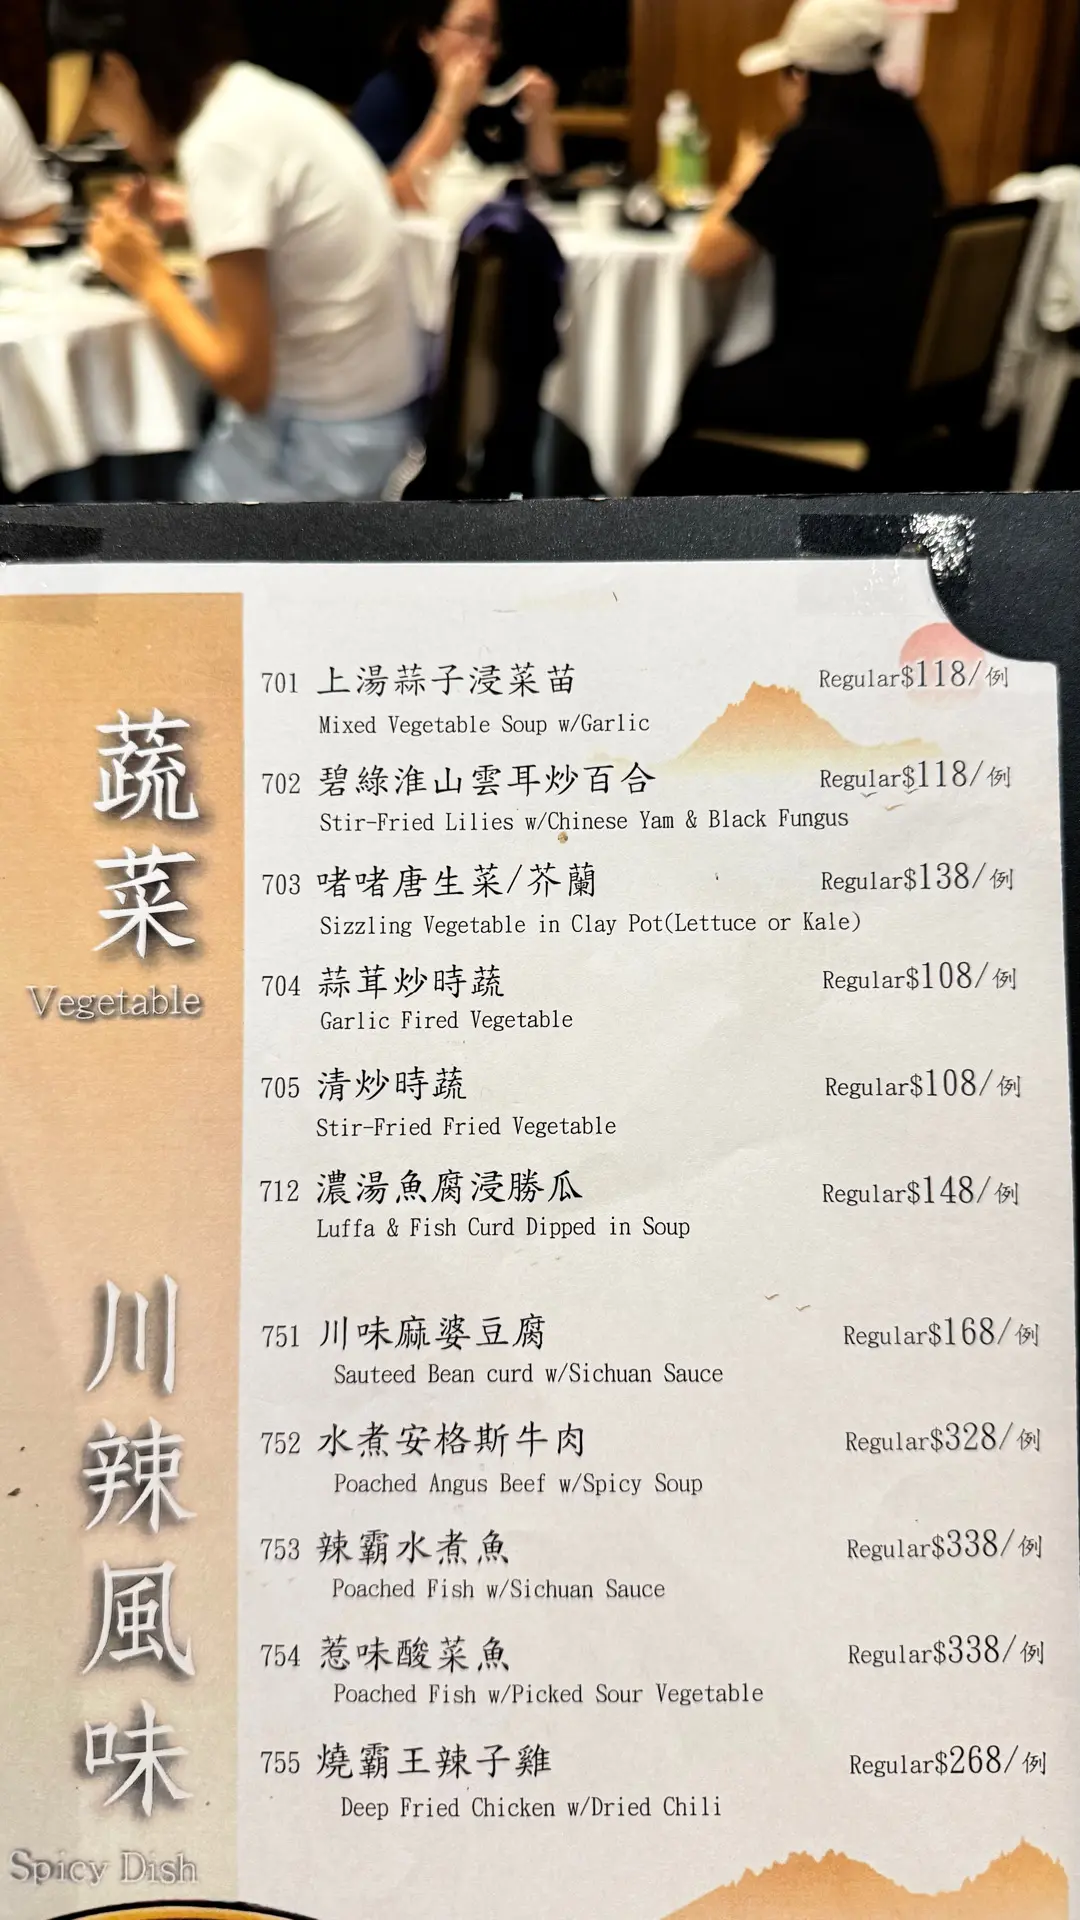 蔬菜
Vegetable
701 上湯蒜子浸菜苗 Regular$118/例
Mixed Vegetable Soup w/Garlic
702 碧綠淮山雲耳炒百合 Regular$118/例
Stir-Fried Lilies w/Chinese Yam & Black Fungus
703 啫啫唐生菜/芥蘭 Regular$138/例
Sizzling Vegetable in Clay Pot(Lettuce or Kale)
704 蒜茸炒時蔬 Regular$108/例
Garlic Fired Vegetable
705 清炒時蔬 Regular$108/例
Stir-Fried Fried Vegetable
712 濃湯魚腐浸勝瓜 Regular$148/例
Luffa & Fish Curd Dipped in Soup
川辣風味
Spicy Dish
751 川味麻婆豆腐 Regular$168/例
Sauteed Bean curd w/Sichuan Sauce
752 水煮安格斯牛肉 Regular$328/例
Poached Angus Beef w/Spicy Soup
753 辣霸水煮魚 Regular$338/例
Poached Fish w/Sichuan Sauce
754 惹味酸菜魚 Regular$338/例
Poached Fish w/Picked Sour Vegetable
755 燒霸王辣子雞 Regular$268/例
Deep Fried Chicken w/Dried Chili